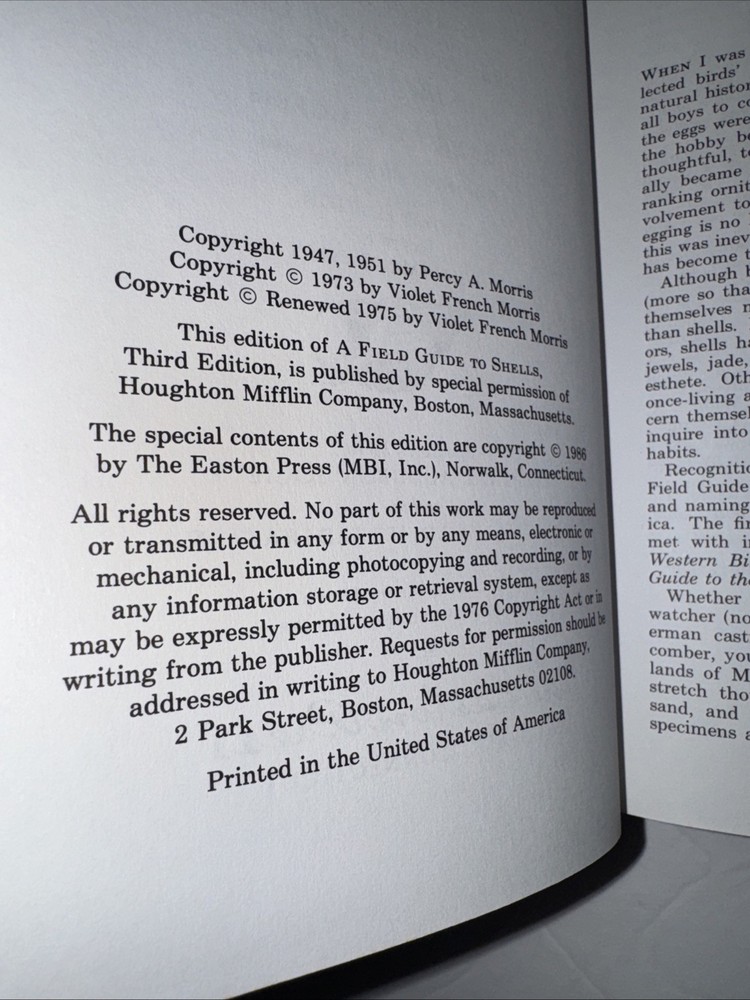 Copyright 1947, 1951 by Percy A. Morris
Copyright © 1973 by Violet French Morris
Copyright © Renewed 1975 by Violet French Morris
This edition of A FIELD GUIDE TO SHELLS,
Third Edition, is published by special permission of
Houghton Mifflin Company, Boston, Massachusetts.
The special contents of this edition are copyright © 1986
by The Easton Press (MBI, Inc.), Norwalk, Connecticut.
All rights reserved. No part of this work may be reproduced
or transmitted in any form or by any means, electronic or
mechanical, including photocopying and recording, or by
any information storage or retrieval system, except as
may be expressly permitted by the 1976 Copyright Act or in
writing from the publisher. Requests for permission should be
addressed in writing to Houghton Mifflin Company,
2 Park Street, Boston, Massachusetts 02108.
Printed in the United States of America
WHEN I was
lected birds'
natural histor
all boys to co
the eggs were
the hobby be
thoughtful, t
ally became
ranking ornit
volvement to
egging is no
this was inev
has become t
Although h
(more so tha
themselves n
than shells.
ors, shells ha
jewels, jade,
esthete. Oth
once-living a
cern themsel
inquire into
habits.
Recognitio
Field Guide
and naming
ica. The fir
met with i
Western Bi
Guide to the
Whether
watcher (no
erman cast
comber, you
lands of M
stretch tho
sand, and
specimens a